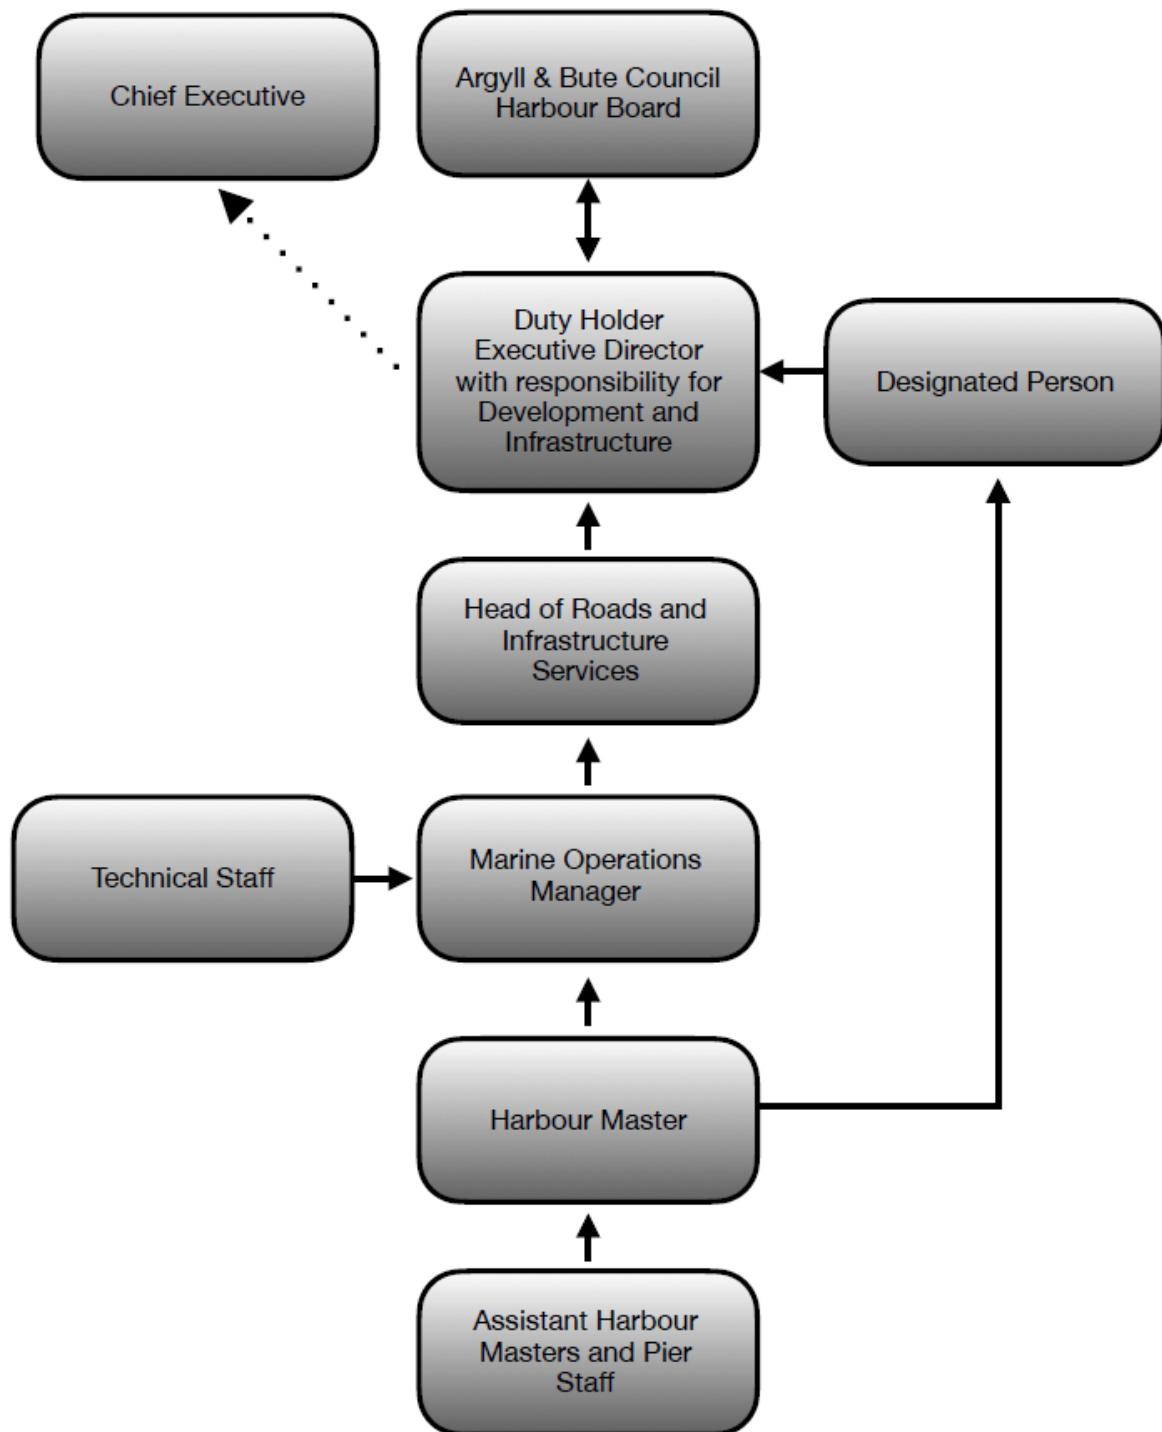 Chief Executive
Argyll & Bute Council
Harbour Board
Duty Holder
Executive Director
with responsibility for
Development and
Infrastructure
Designated Person
Head of Roads and
Infrastructure
Services
Technical Staff
Marine Operations
Manager
Harbour Master
Assistant Harbour
Masters and Pier
Staff